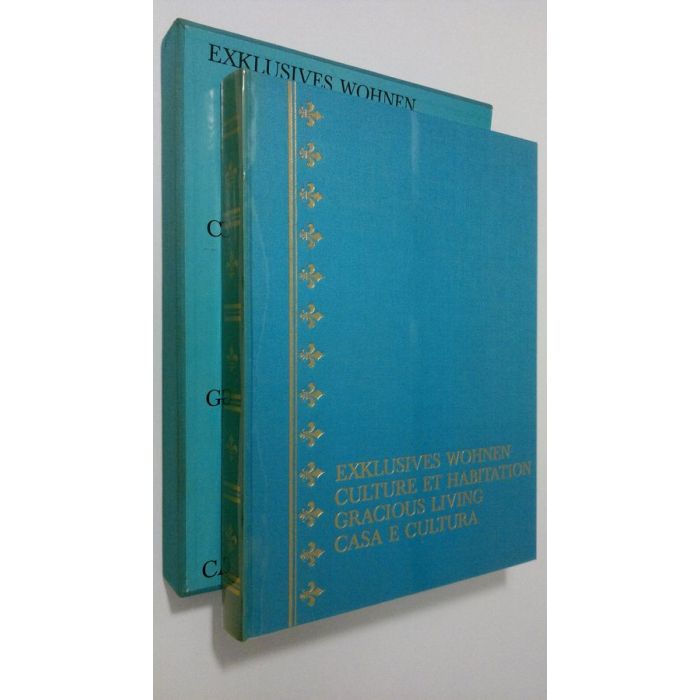 EXKLUSIVES WOHNEN
EXKLUSIVES WOHNEN
CULTURE ET HABITATION
GRACIOUS LIVING
CASA E CULTURA